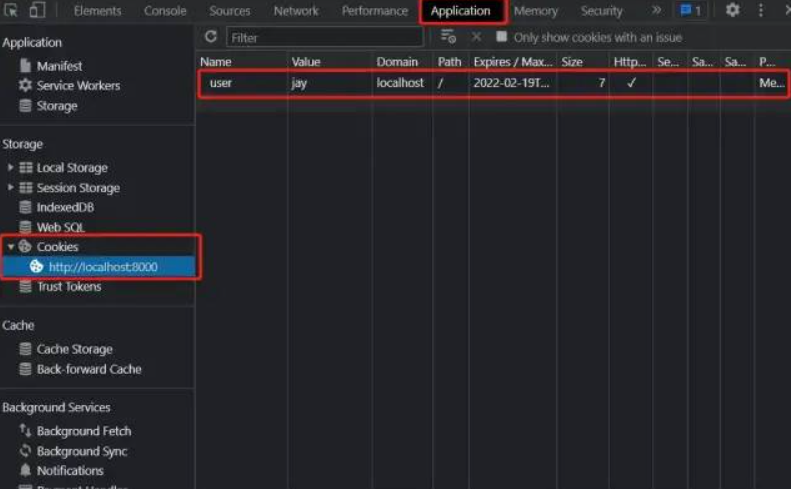 Elements Console Sources Network Performance Application Memory Security » 1
Application
Manifest
Service Workers
Storage
Storage
Local Storage
Session Storage
IndexedDB
Web SQL
Cookies
http://localhost:8000
Trust Tokens
Cache
Cache Storage
Back-forward Cache
Background Services
Background Fetch
Background Sync
Notifications
Payment Handler
Filter Only show cookies with an issue
Name Value Domain Path Expires / Max... Size Http... Se... Sa... Sa... P...
user jay localhost / 2022-02-19T... 7 ✓ Me...